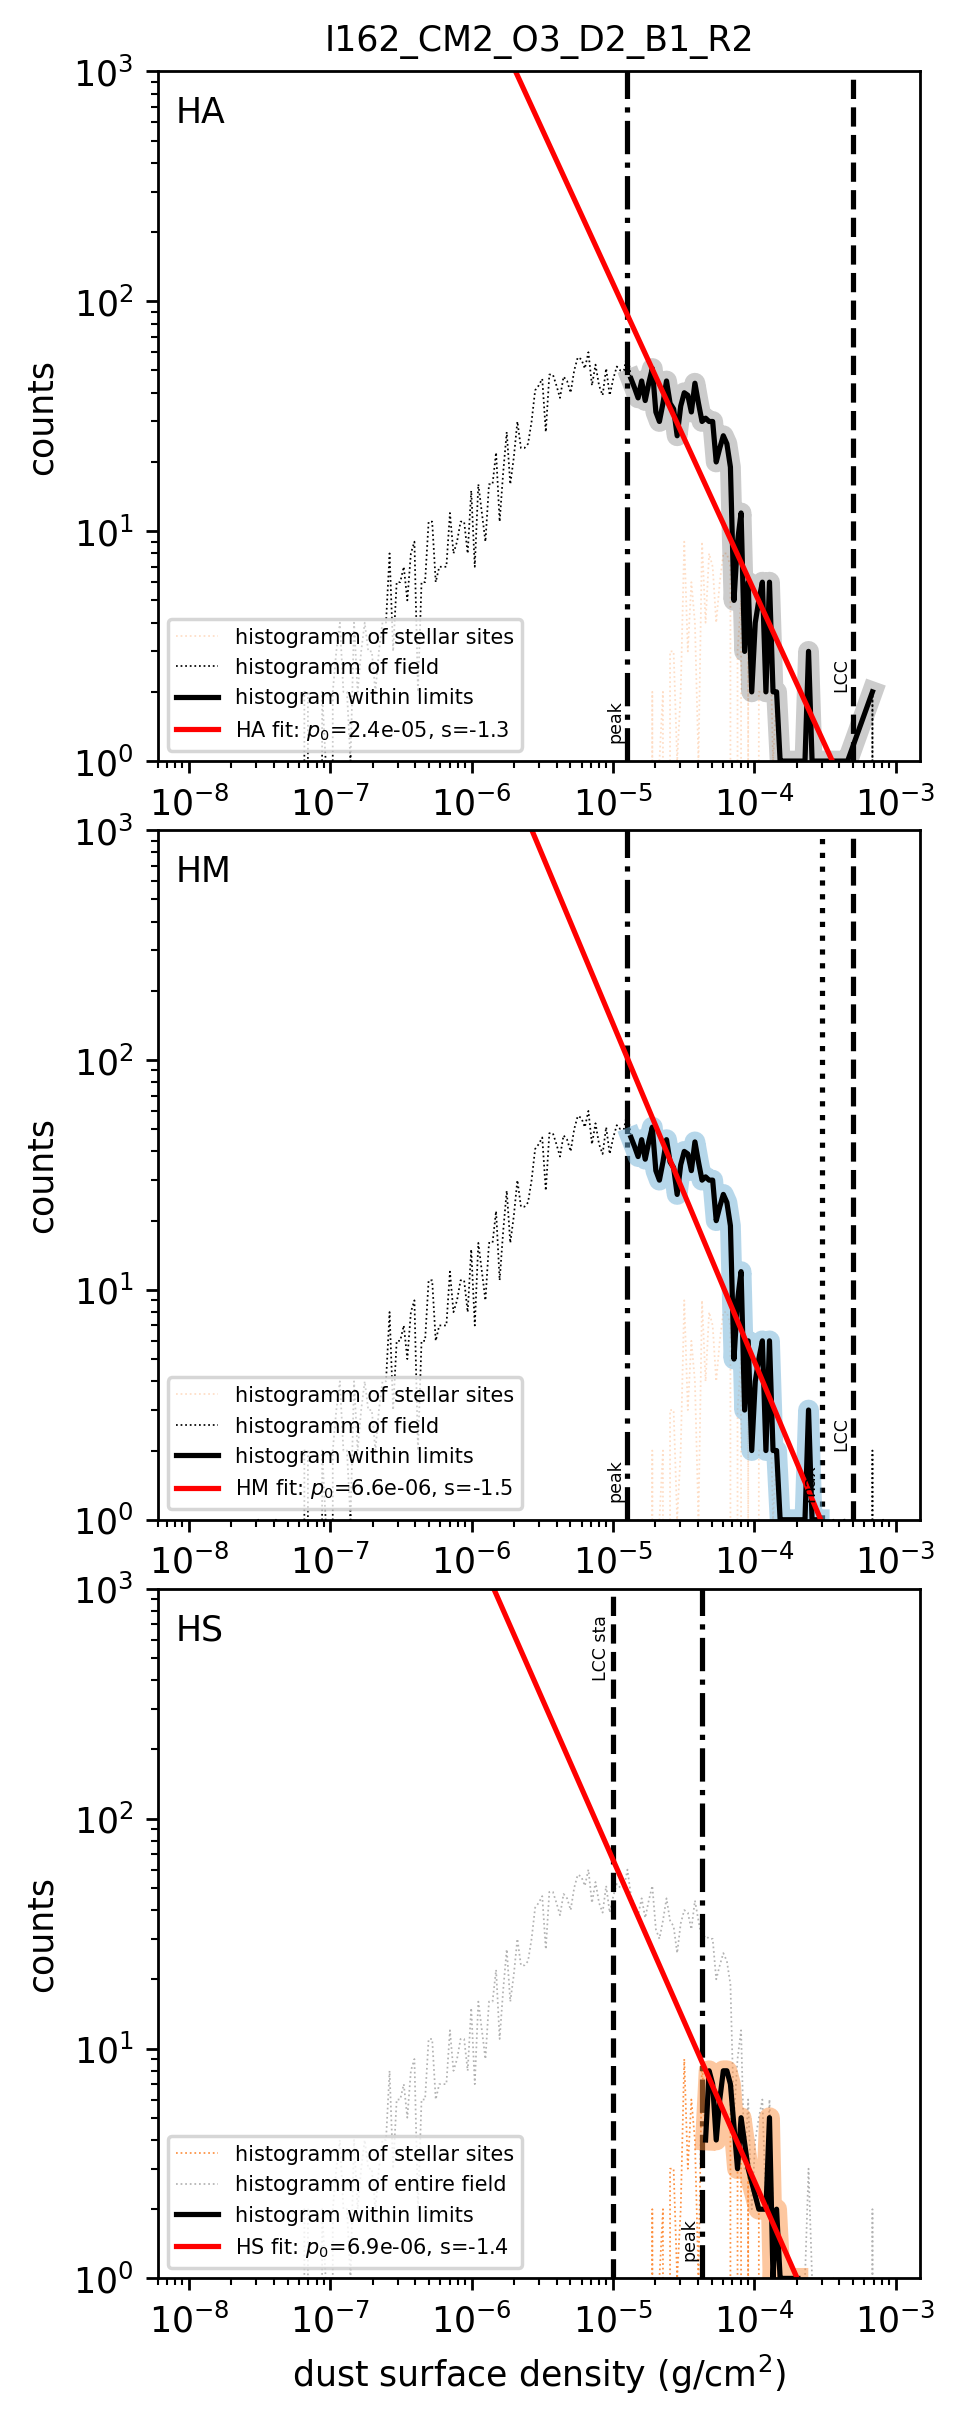 I162_CM2_O3_D2_B1_R2
HA
10³
10²
10¹
10⁰
counts
LCC
peak
histogramm of stellar sites
histogramm of field
histogram within limits
HA fit: p₀=2.4e-05, s=-1.3
10⁻⁸ 10⁻⁷ 10⁻⁶ 10⁻⁵ 10⁻⁴ 10⁻³
HM
10³
10²
10¹
10⁰
counts
LCC
peak
histogramm of stellar sites
histogramm of field
histogram within limits
HM fit: p₀=6.6e-06, s=-1.5
10⁻⁸ 10⁻⁷ 10⁻⁶ 10⁻⁵ 10⁻⁴ 10⁻³
HS
10³
10²
10¹
10⁰
counts
LCC sta
peak
histogramm of stellar sites
histogramm of entire field
histogram within limits
HS fit: p₀=6.9e-06, s=-1.4
10⁻⁸ 10⁻⁷ 10⁻⁶ 10⁻⁵ 10⁻⁴ 10⁻³
dust surface density (g/cm²)